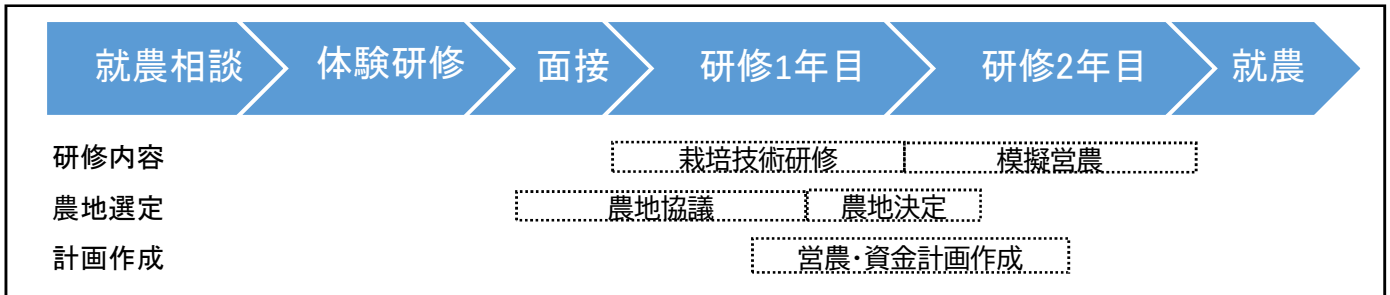 就農相談 体験研修 面接 研修1年目 研修2年目 就農
研修内容 栽培技術研修 模擬営農
農地選定 農地協議 農地決定
計画作成 営農・資金計画作成